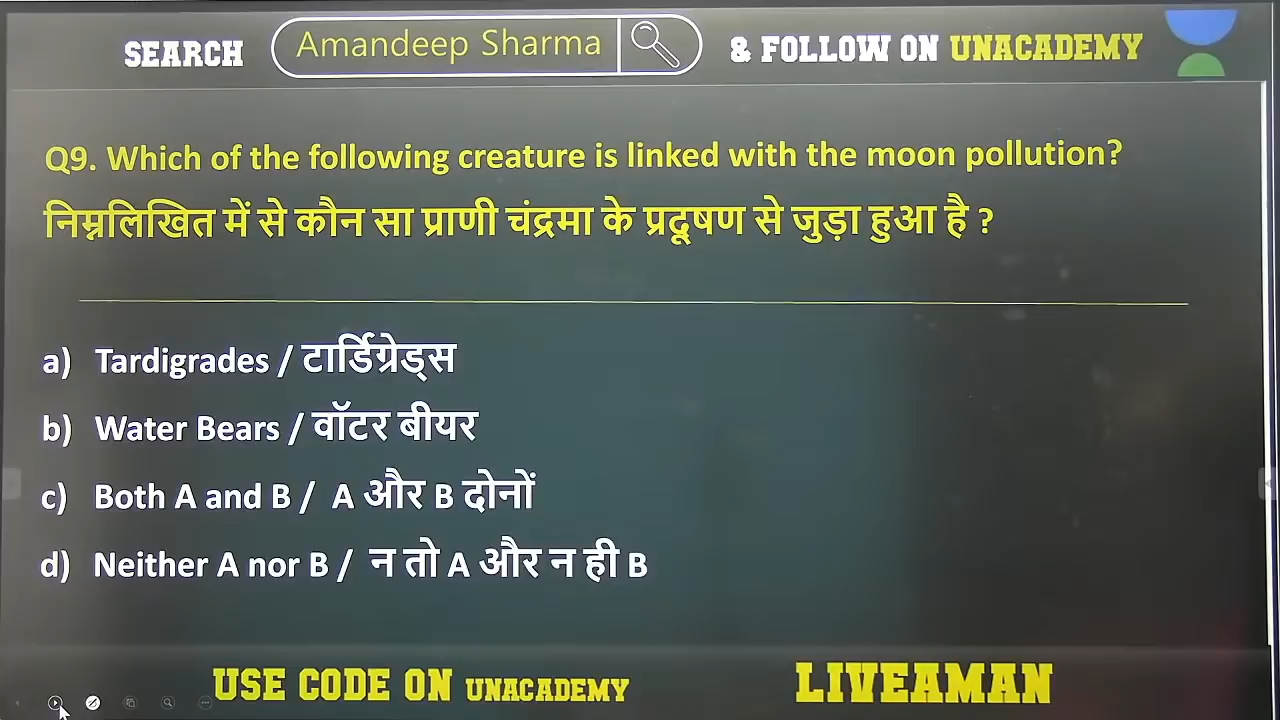 SEARCH Amandeep Sharma & FOLLOW ON UNACADEMY
Q9. Which of the following creature is linked with the moon pollution?
निम्नलिखित में से कौन सा प्राणी चंद्रमा के प्रदूषण से जुड़ा हुआ है ?
a) Tardigrades / टार्डिग्रेड्स
b) Water Bears / वॉटर बीयर
c) Both A and B / A और B दोनों
d) Neither A nor B / न तो A और न ही B
USE CODE ON UNACADEMY LIVEAMAN